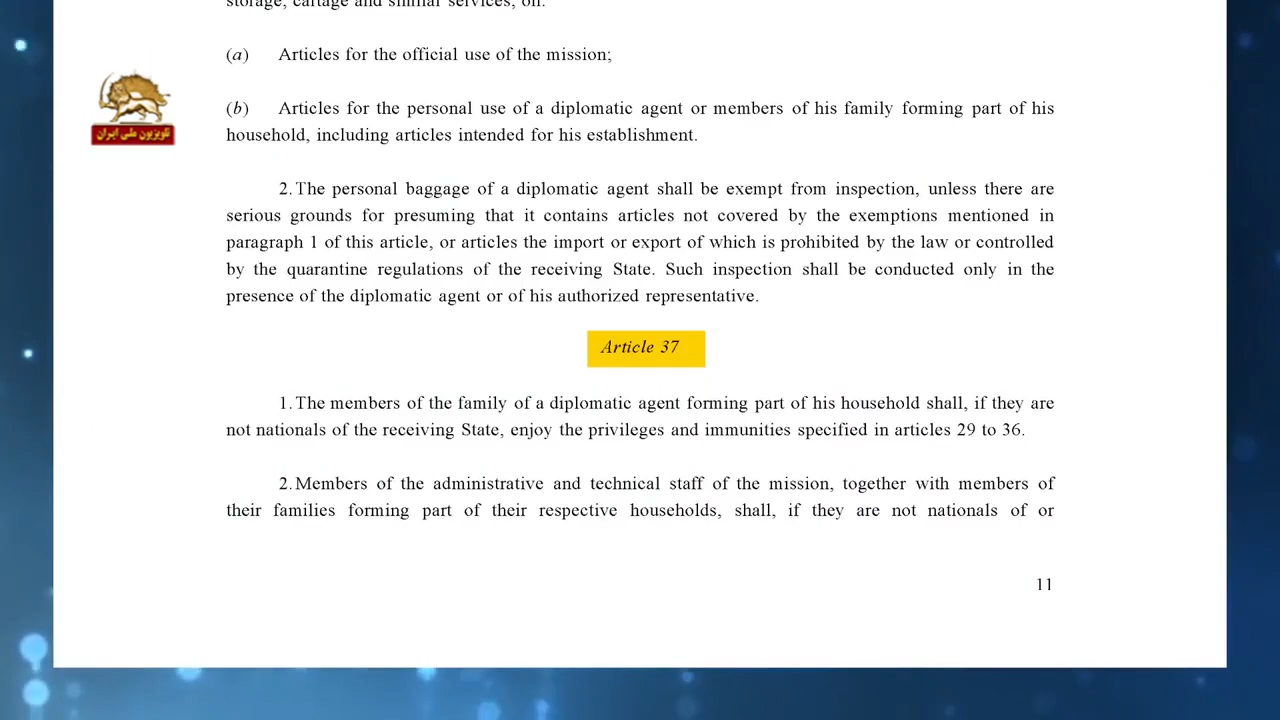 storage, cartage and similar services, on:
(a) Articles for the official use of the mission;
(b) Articles for the personal use of a diplomatic agent or members of his family forming part of his
household, including articles intended for his establishment.
2. The personal baggage of a diplomatic agent shall be exempt from inspection, unless there are
serious grounds for presuming that it contains articles not covered by the exemptions mentioned in
paragraph 1 of this article, or articles the import or export of which is prohibited by the law or controlled
by the quarantine regulations of the receiving State. Such inspection shall be conducted only in the
presence of the diplomatic agent or of his authorized representative.
تلویزیون ملی ایران
Article 37
1. The members of the family of a diplomatic agent forming part of his household shall, if they are
not nationals of the receiving State, enjoy the privileges and immunities specified in articles 29 to 36.
2. Members of the administrative and technical staff of the mission, together with members of
their families forming part of their respective households, shall, if they are not nationals of or
11